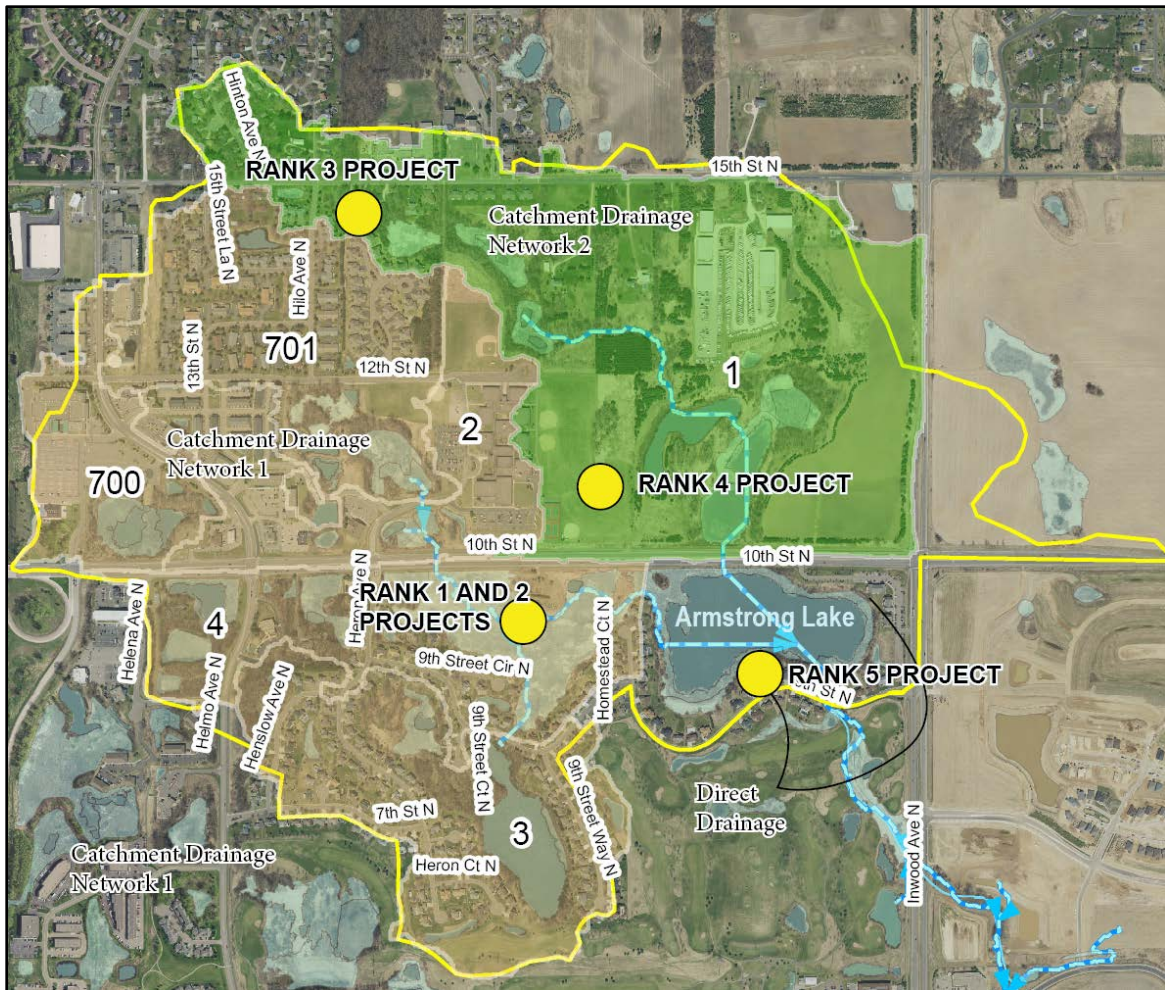 Hinton Ave N
RANK 3 PROJECT
15th St N
15th Street La N
Catchment Drainage
Network 2
Hilo Ave N
13th St N
701
12th St N
1
Catchment Drainage
Network 1
2
700
RANK 4 PROJECT
10th St N
10th St N
Heron Ave N
RANK 1 AND 2
PROJECTS
Armstrong Lake
Helena Ave N
4
9th Street Cir N
Homestead Ct N
RANK 5 PROJECT
Helmo Ave N
Henslow Ave N
9th Street Ct N
9th Street Way N
Direct
Drainage
7th St N
3
Inwood Ave N
Catchment Drainage
Network 1
Heron Ct N